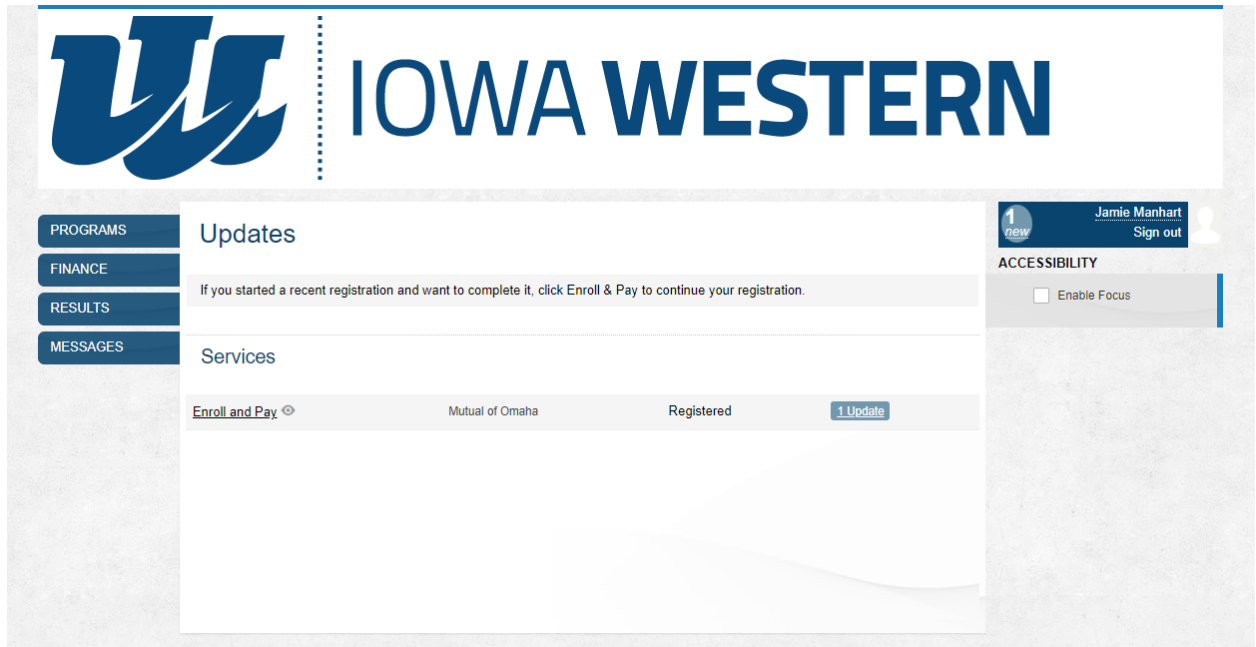 IOWA WESTERN
PROGRAMS
FINANCE
RESULTS
MESSAGES
Updates
If you started a recent registration and want to complete it, click Enroll & Pay to continue your registration.
Services
Enroll and Pay Mutual of Omaha Registered 1 Update
1 new
Jamie Manhart
Sign out
ACCESSIBILITY
Enable Focus